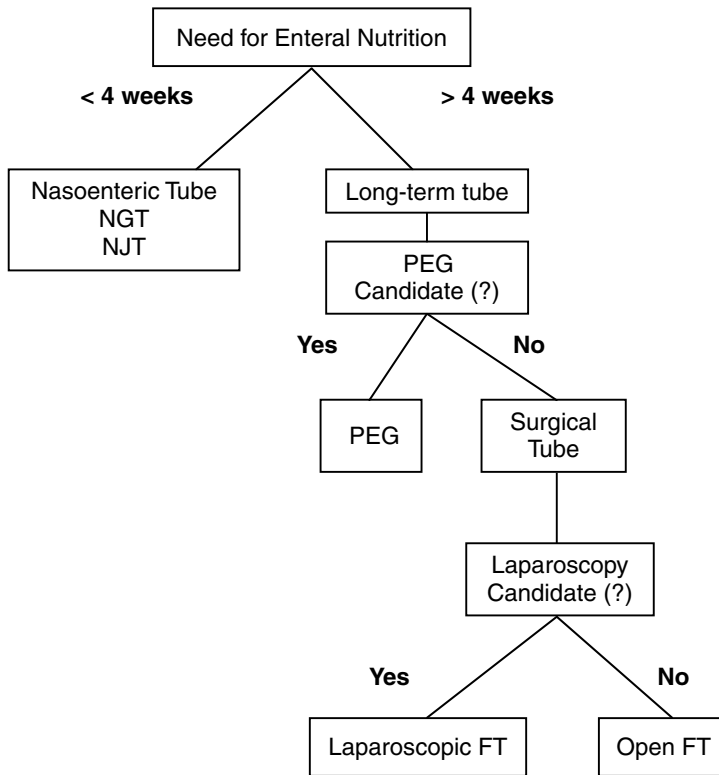 Need for Enteral Nutrition
< 4 weeks
> 4 weeks
Nasoenteric Tube
NGT
NJT
Long-term tube
PEG
Candidate (?)
Yes
No
PEG
Surgical
Tube
Laparoscopy
Candidate (?)
Yes
No
Laparoscopic FT
Open FT